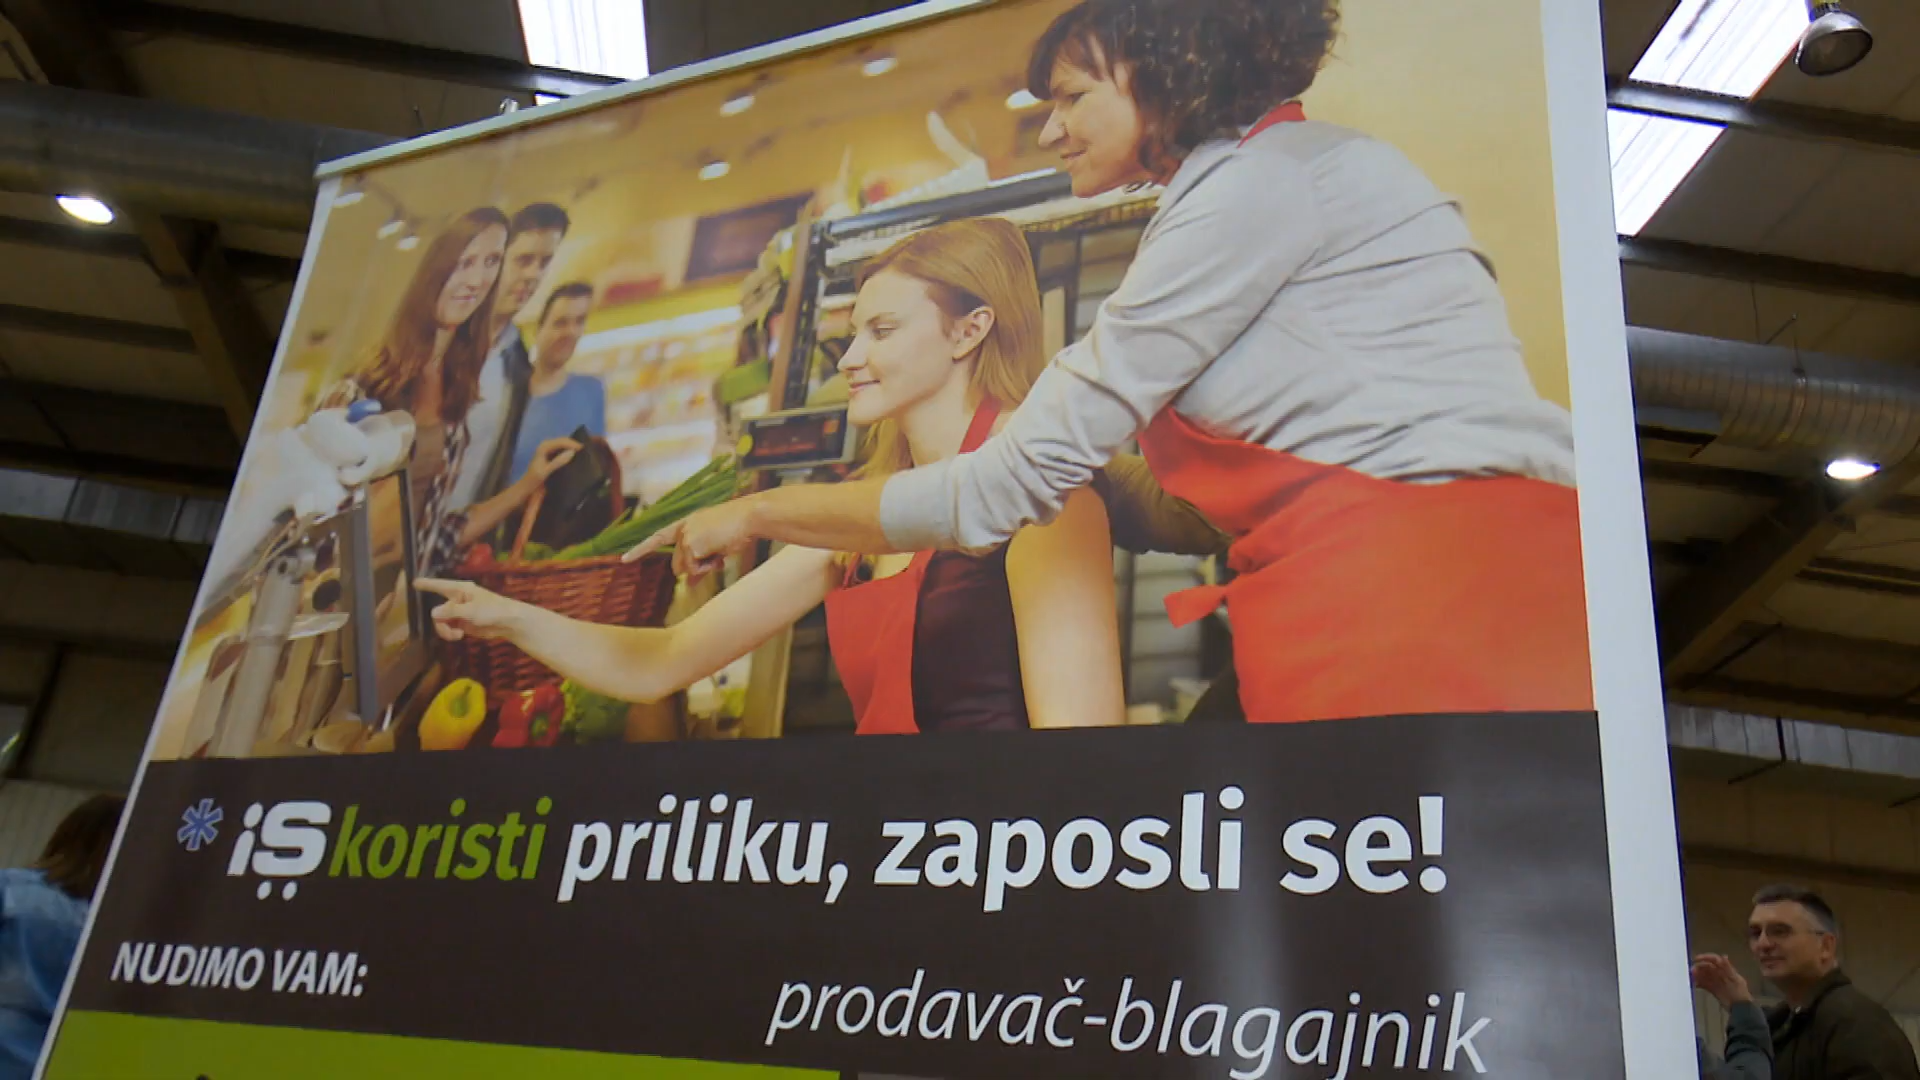 * iskoristi priliku, zaposli se!
NUDIMO VAM:
prodavač-blagajnik